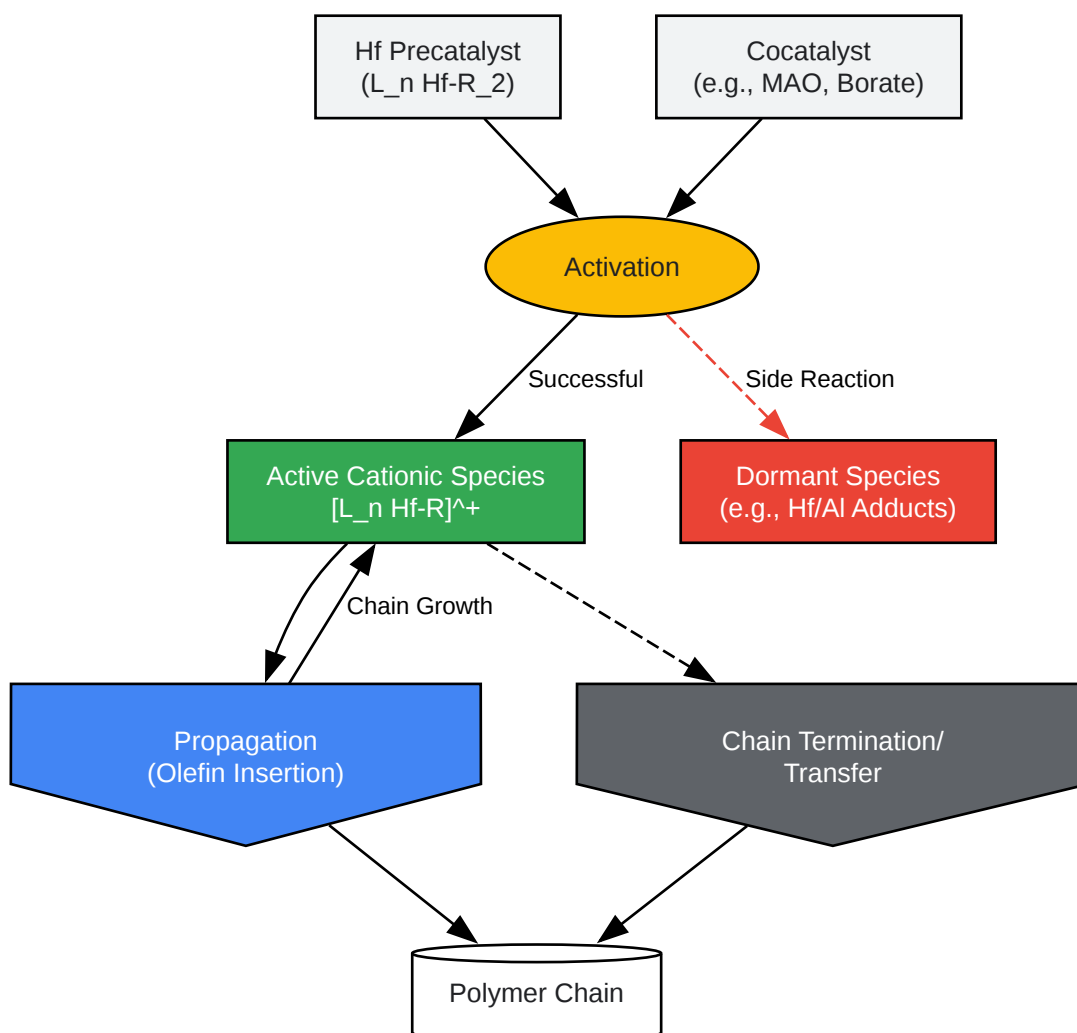 Hf Precatalyst
(L_n Hf-R_2)
Cocatalyst
(e.g., MAO, Borate)
Activation
Successful
Side Reaction
Active Cationic Species
[L_n Hf-R]^+
Dormant Species
(e.g., Hf/Al Adducts)
Chain Growth
Propagation
(Olefin Insertion)
Chain Termination/
Transfer
Polymer Chain